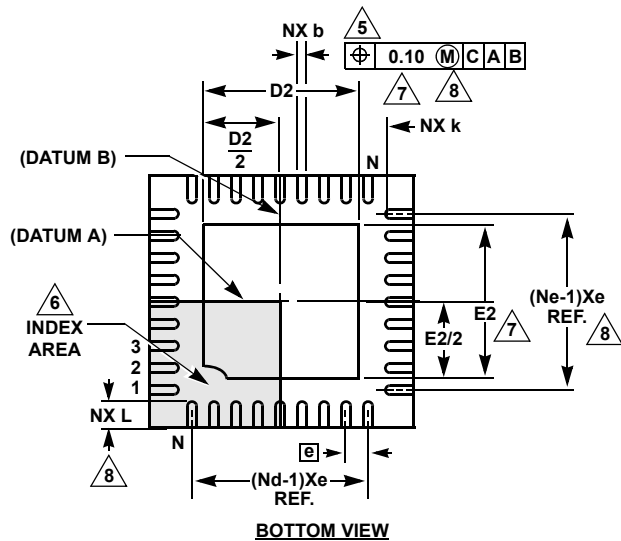 NX b
5
⌖ 0.10 Ⓜ C A B
7
8
D2
D2
2
NX k
(DATUM B)
N
(DATUM A)
6
INDEX
AREA
3
2
1
E2/2
E2
7
(Ne-1)Xe
REF.
8
NX L
8
N
e
(Nd-1)Xe
REF.
BOTTOM VIEW